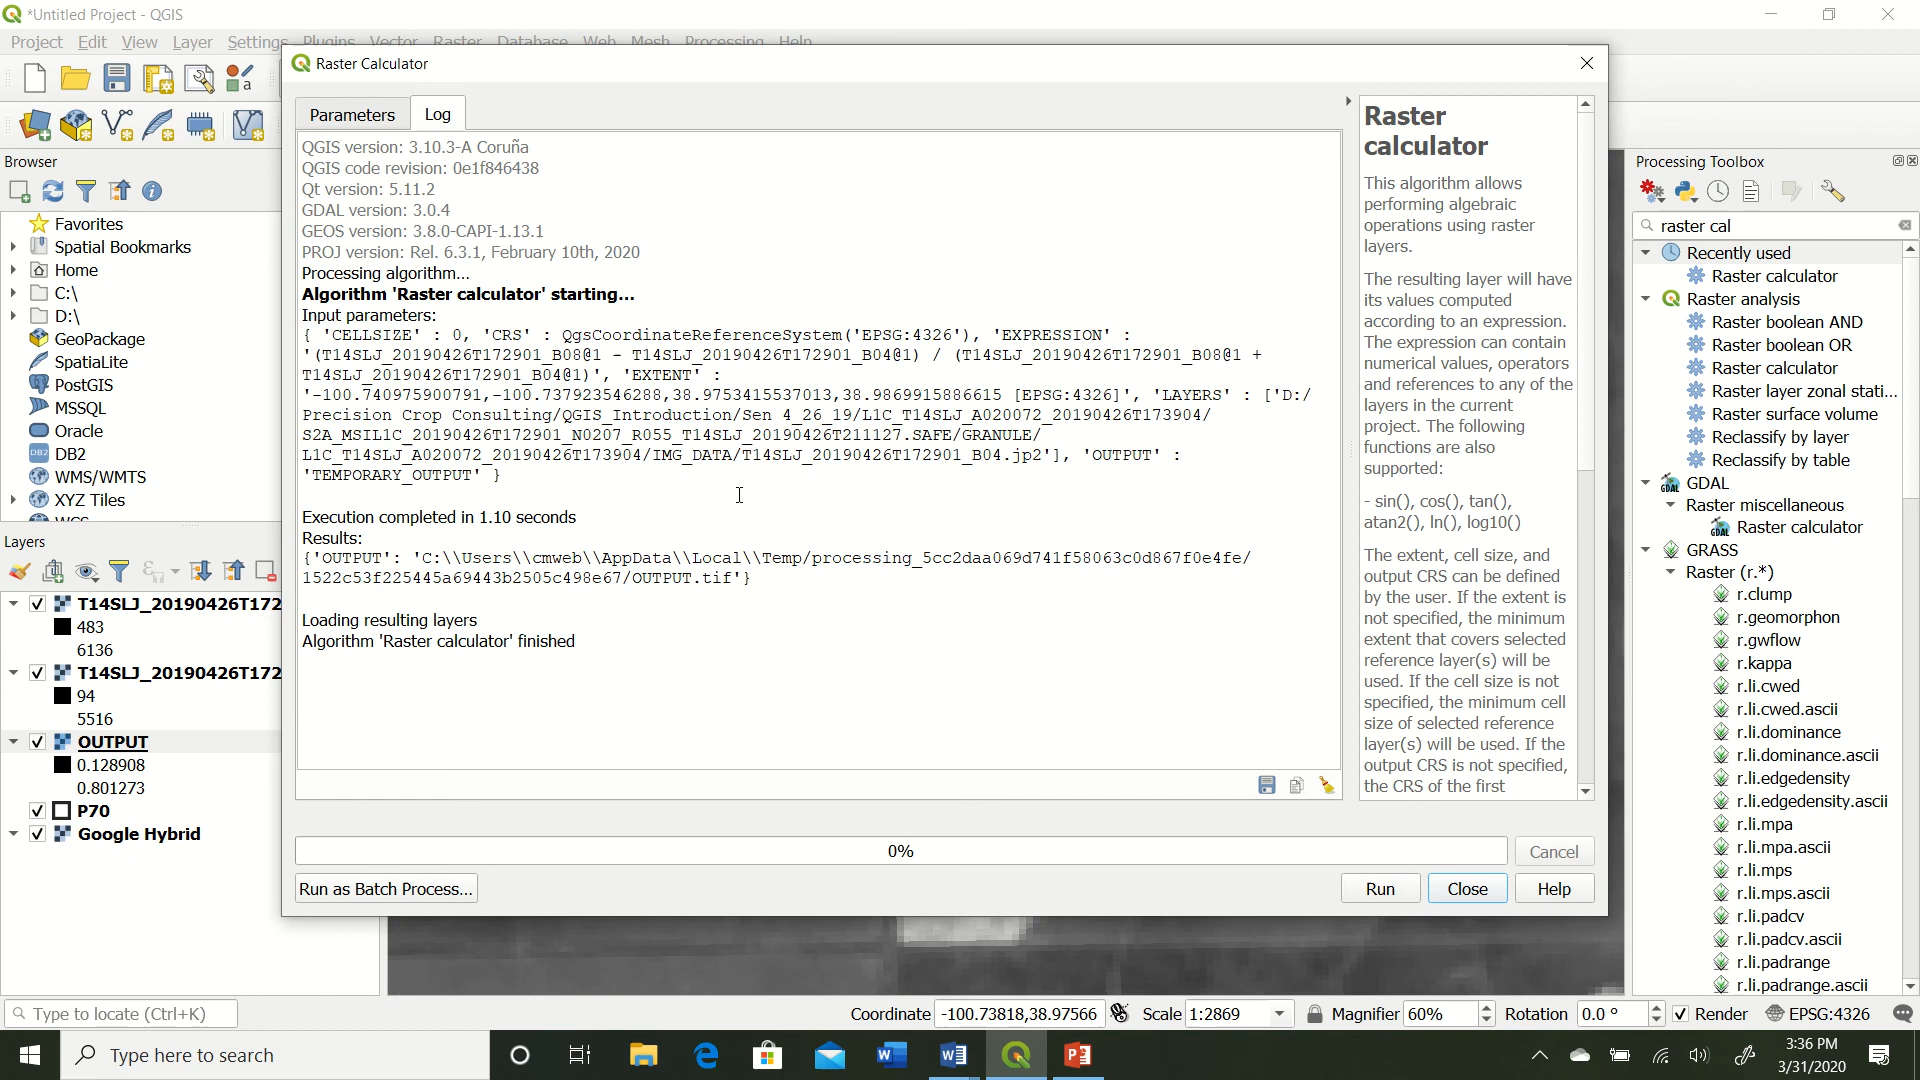 *Untitled Project - QGIS
Project Edit View Layer Settings Plugins Vector Raster Database Web Mesh Processing Help
Browser
Favorites
Spatial Bookmarks
Home
C:\
D:\
GeoPackage
SpatiaLite
PostGIS
MSSQL
Oracle
DB2
WMS/WMTS
XYZ Tiles
WCS
Layers
T14SLJ_20190426T172
483
6136
T14SLJ_20190426T172
94
5516
OUTPUT
0.128908
0.801273
P70
Google Hybrid
Raster Calculator
Parameters
Log
QGIS version: 3.10.3-A Coruña
QGIS code revision: 0e1f846438
Qt version: 5.11.2
GDAL version: 3.0.4
GEOS version: 3.8.0-CAPI-1.13.1
PROJ version: Rel. 6.3.1, February 10th, 2020
Processing algorithm...
Algorithm 'Raster calculator' starting...
Input parameters:
{ 'CELLSIZE' : 0, 'CRS' : QgsCoordinateReferenceSystem('EPSG:4326'), 'EXPRESSION' :
'(T14SLJ_20190426T172901_B08@1 - T14SLJ_20190426T172901_B04@1) / (T14SLJ_20190426T172901_B08@1 +
T14SLJ_20190426T172901_B04@1)', 'EXTENT' :
'-100.740975900791,-100.737923546288,38.9753415537013,38.9869915886615 [EPSG:4326]', 'LAYERS' : ['D:/
Precision Crop Consulting/QGIS_Introduction/Sen 4_26_19/L1C_T14SLJ_A020072_20190426T173904/
S2A_MSIL1C_20190426T172901_N0207_R055_T14SLJ_20190426T211127.SAFE/GRANULE/
L1C_T14SLJ_A020072_20190426T173904/IMG_DATA/T14SLJ_20190426T172901_B04.jp2'], 'OUTPUT' :
'TEMPORARY_OUTPUT' }
Execution completed in 1.10 seconds
Results:
{'OUTPUT': 'C:\\Users\\cmweb\\AppData\\Local\\Temp/processing_5cc2daa069d741f58063c0d867f0e4fe/
1522c53f225445a69443b2505c498e67/OUTPUT.tif'}
Loading resulting layers
Algorithm 'Raster calculator' finished
0%
Cancel
Run as Batch Process...
Run
Close
Help
Raster
calculator
This algorithm allows
performing algebraic
operations using raster
layers.
The resulting layer will have
its values computed
according to an expression.
The expression can contain
numerical values, operators
and references to any of the
layers in the current
project. The following
functions are also
supported:
- sin(), cos(), tan(),
atan2(), ln(), log10()
The extent, cell size, and
output CRS can be defined
by the user. If the extent is
not specified, the minimum
extent that covers selected
reference layer(s) will be
used. If the cell size is not
specified, the minimum cell
size of selected reference
layer(s) will be used. If the
output CRS is not specified,
the CRS of the first
Processing Toolbox
raster cal
Recently used
Raster calculator
Raster analysis
Raster boolean AND
Raster boolean OR
Raster calculator
Raster layer zonal stati...
Raster surface volume
Reclassify by layer
Reclassify by table
GDAL
Raster miscellaneous
Raster calculator
GRASS
Raster (r.*)
r.clump
r.geomorphon
r.gwflow
r.kappa
r.li.cwed
r.li.cwed.ascii
r.li.dominance
r.li.dominance.ascii
r.li.edgedensity
r.li.edgedensity.ascii
r.li.mpa
r.li.mpa.ascii
r.li.mps
r.li.mps.ascii
r.li.padcv
r.li.padcv.ascii
r.li.padrange
r.li.padrange.ascii
Type to locate (Ctrl+K)
Coordinate -100.73818,38.97566
Scale 1:2869
Magnifier 60%
Rotation 0.0 °
Render
EPSG:4326
Type here to search
3:36 PM
3/31/2020